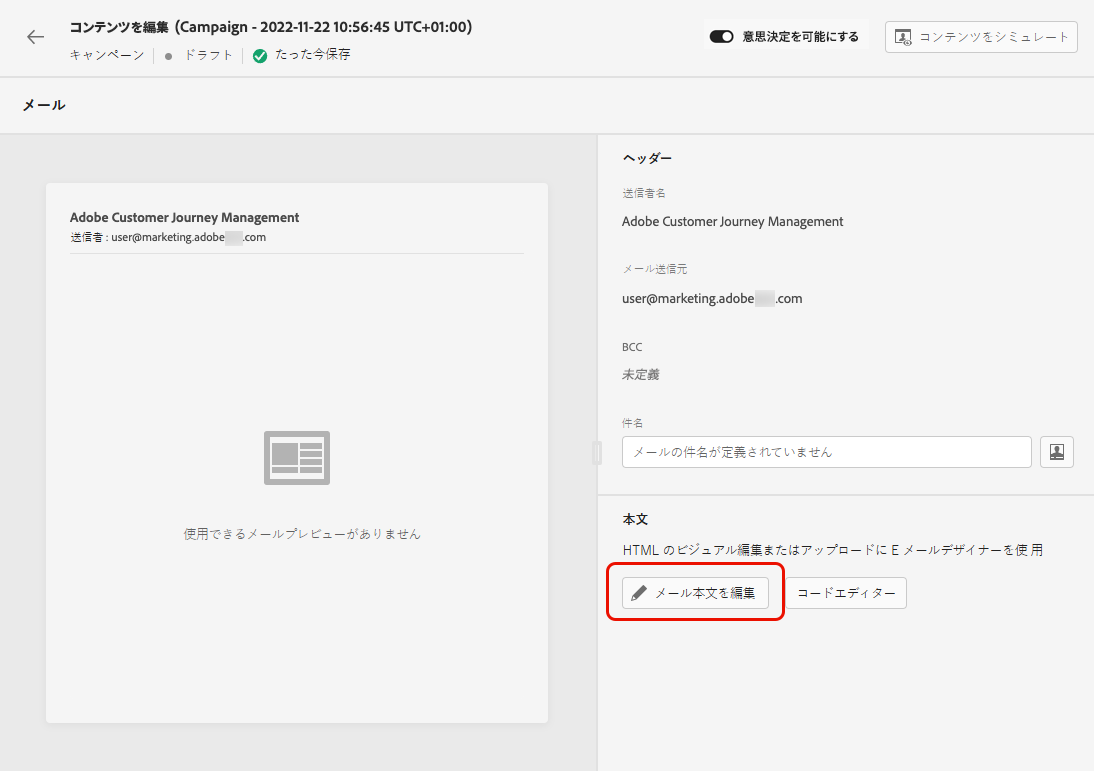 コンテンツを編集 (Campaign - 2022-11-22 10:56:45 UTC+01:00)
キャンペーン ドラフト たった今保存
意思決定を可能にする
コンテンツをシミュレート
メール
Adobe Customer Journey Management
送信者 : user@marketing.adobe .com
使用できるメールプレビューがありません
ヘッダー
送信者名
Adobe Customer Journey Management
メール送信元
user@marketing.adobe .com
BCC
未定義
件名
メールの件名が定義されていません
本文
HTML のビジュアル編集またはアップロードに E メールデザイナーを使用
メール本文を編集
コードエディター